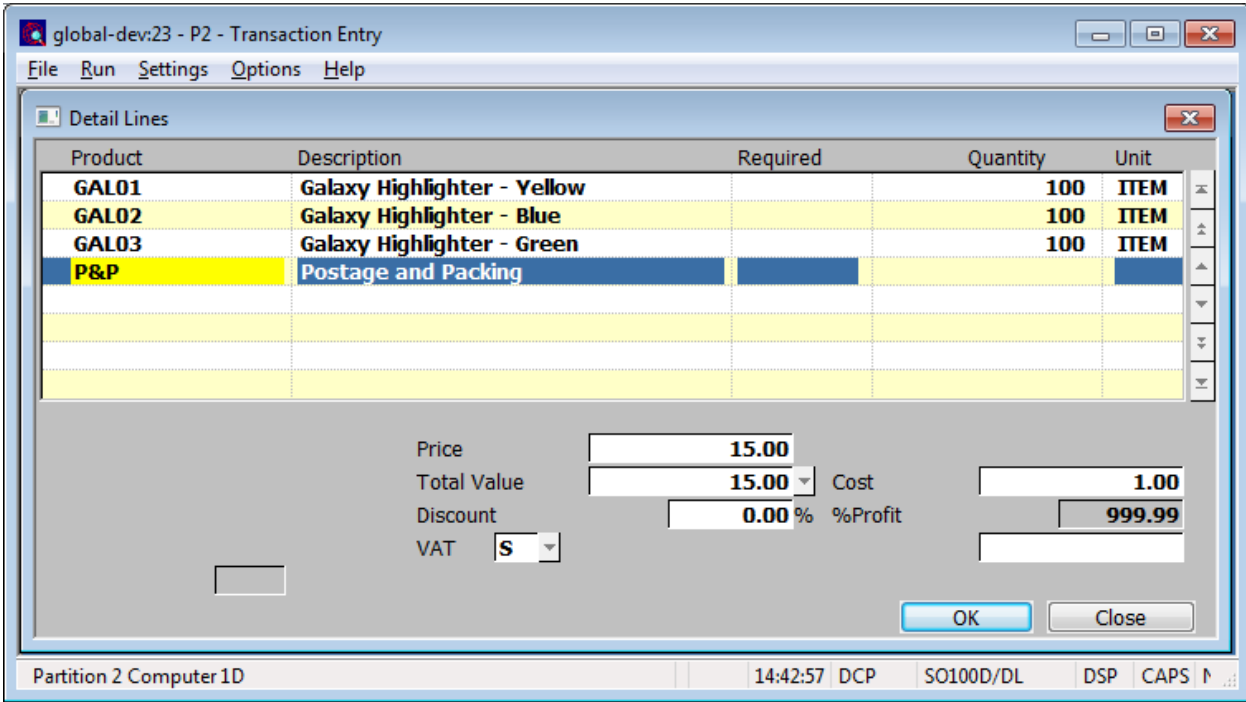 global-dev:23 - P2 - Transaction Entry
File Run Settings Options Help
Detail Lines
Product Description Required Quantity Unit
GAL01 Galaxy Highlighter - Yellow 100 ITEM
GAL02 Galaxy Highlighter - Blue 100 ITEM
GAL03 Galaxy Highlighter - Green 100 ITEM
P&P Postage and Packing
Price 15.00
Total Value 15.00 Cost 1.00
Discount 0.00 % %Profit 999.99
VAT S
OK Close
Partition 2 Computer 1D 14:42:57 DCP SO100D/DL DSP CAPS